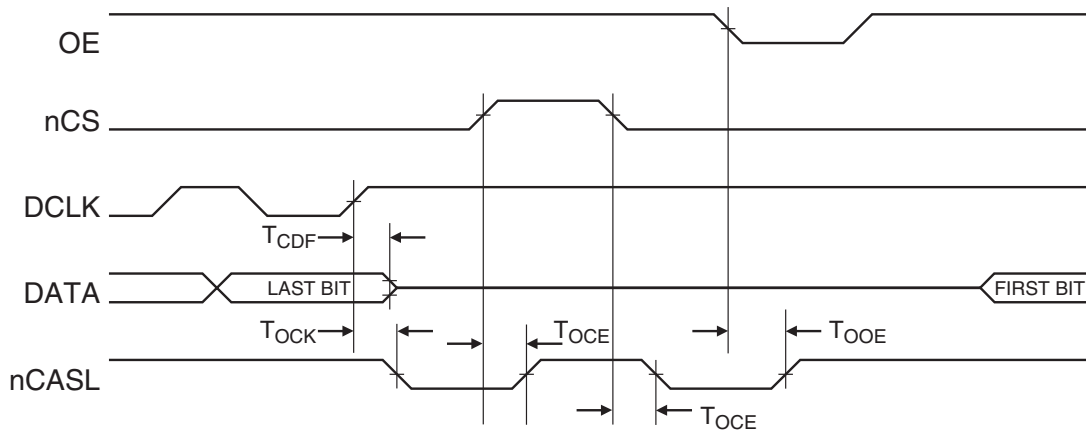 OE
nCS
DCLK
TCDF
DATA
LAST BIT
FIRST BIT
TOCK
TOCE
TOOE
nCASL
TOCE